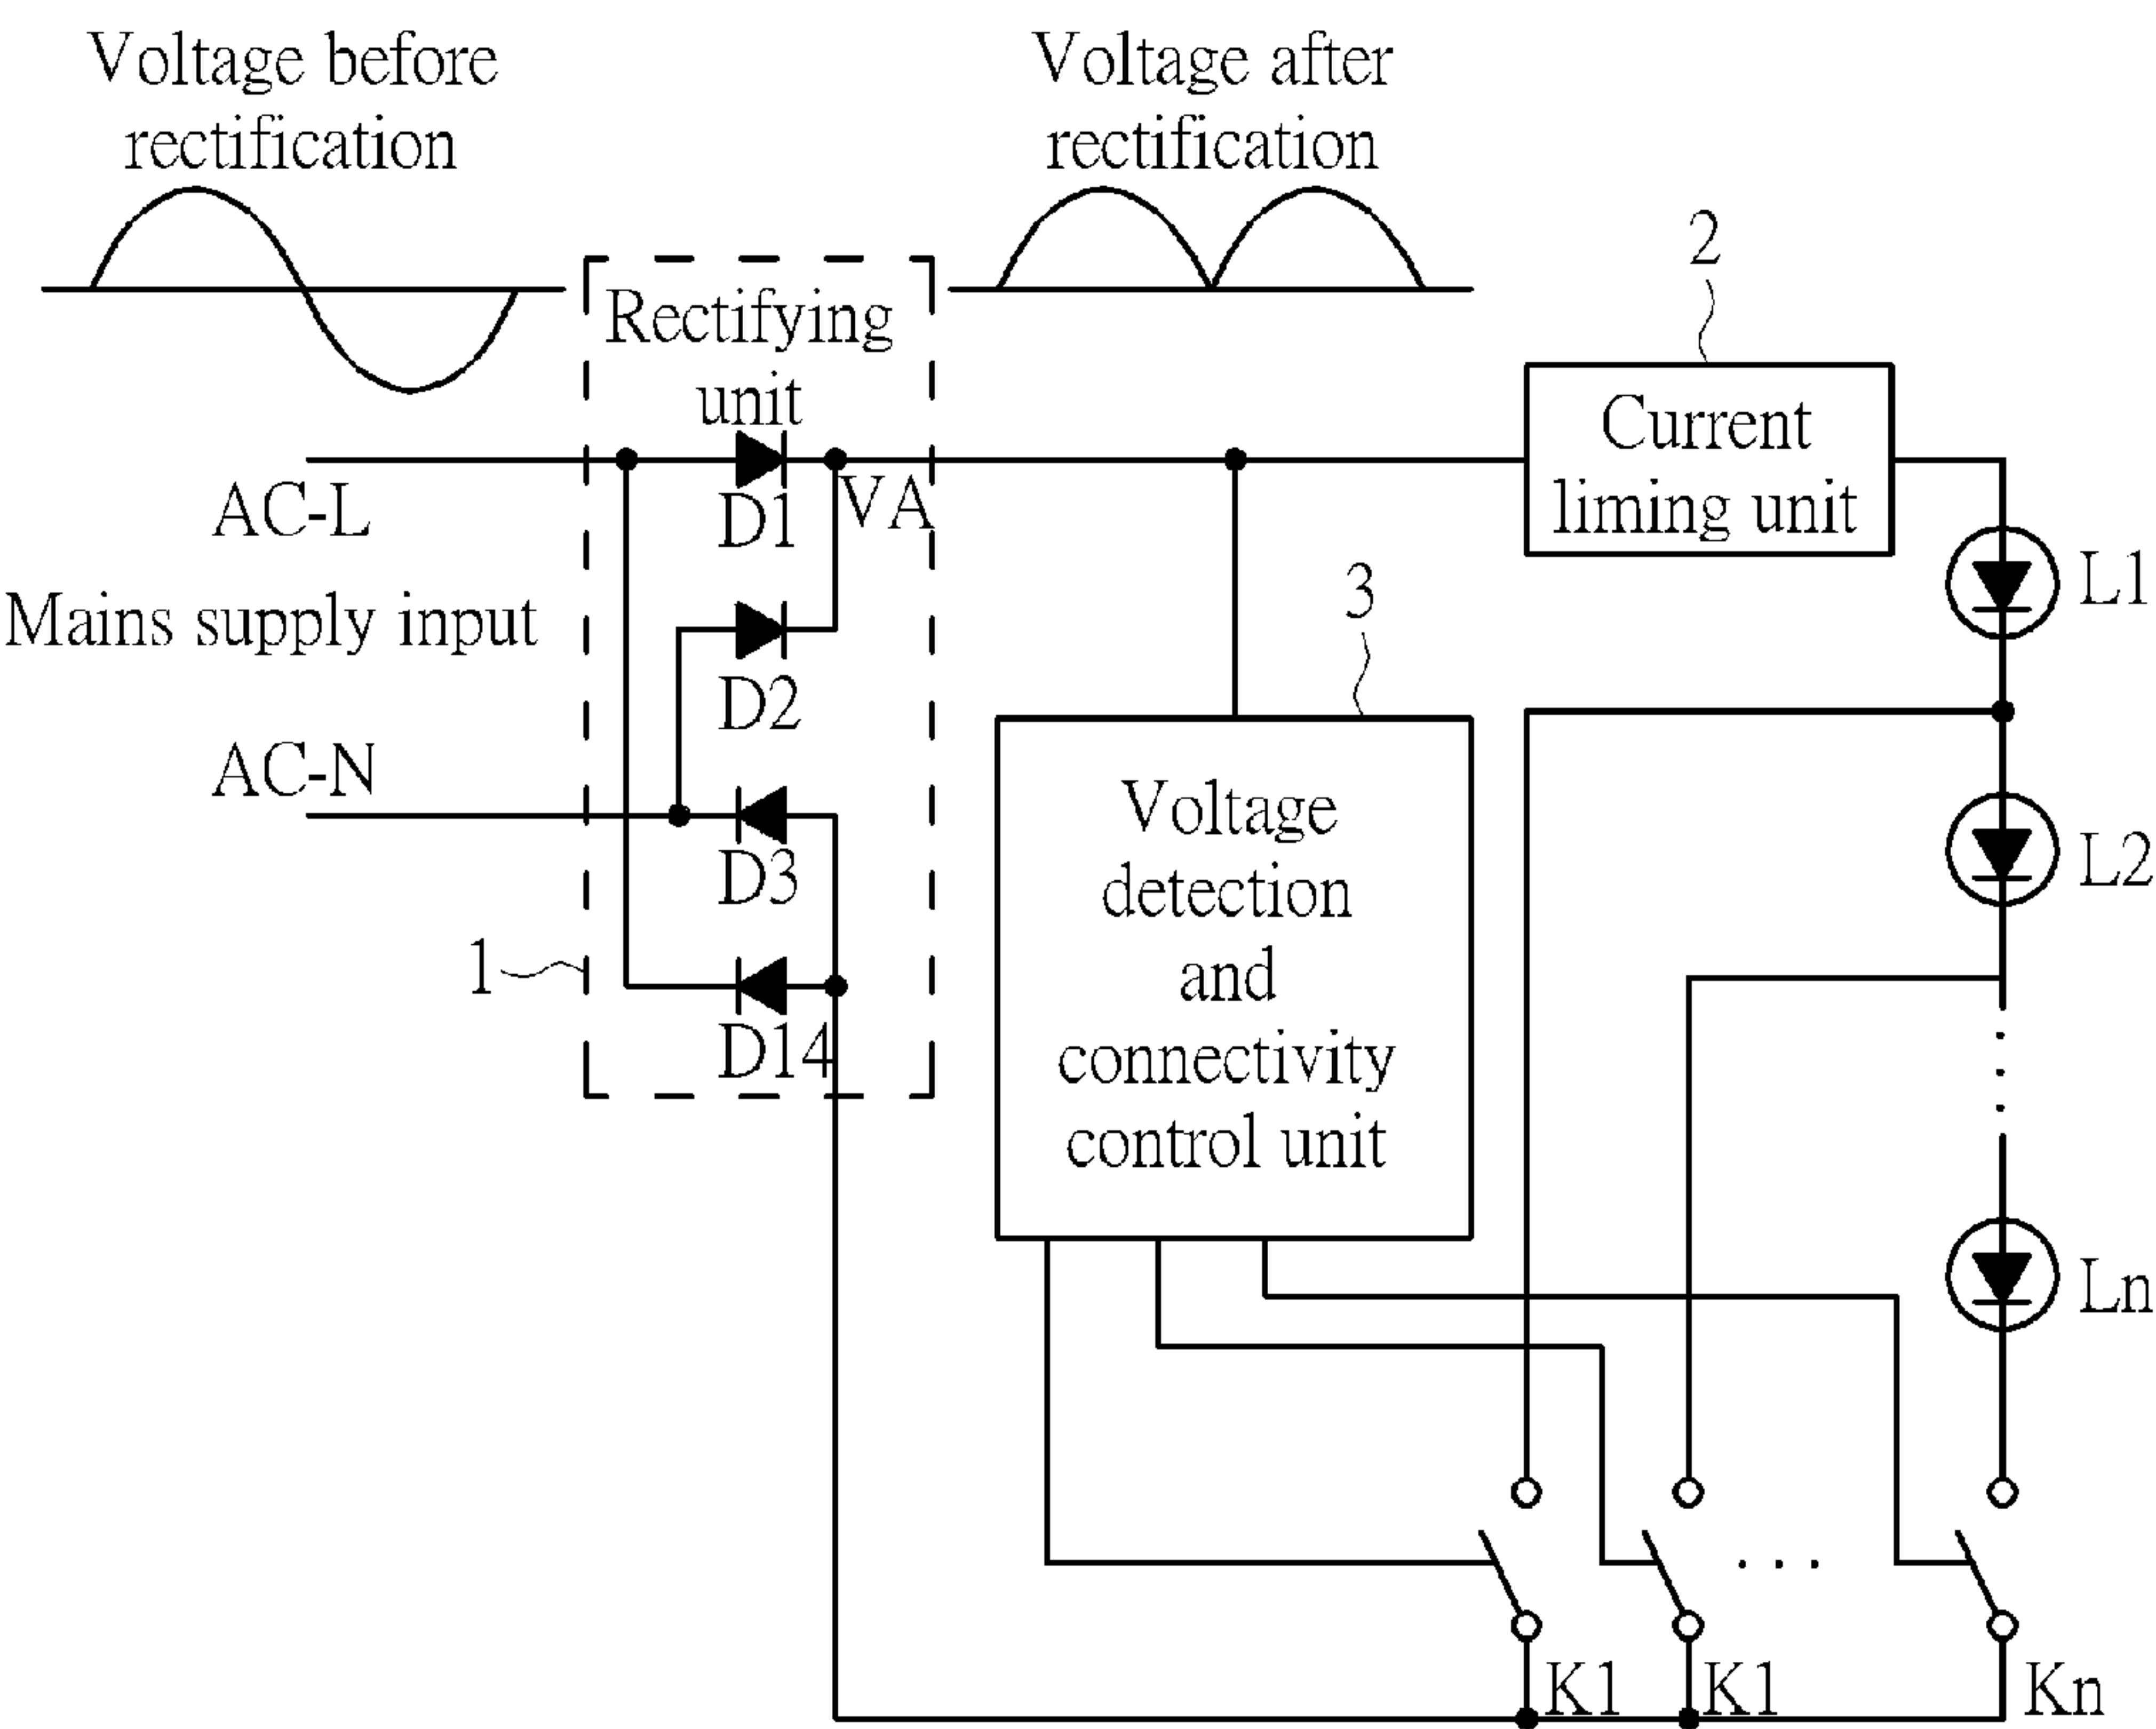 Voltage before
rectification
Voltage after
rectification
2
Rectifying
unit
Current
liming unit
AC-L
D1
VA
L1
Mains supply input
3
D2
AC-N
Voltage
detection
and
connectivity
control unit
L2
D3
1
D14
Ln
K1
K1
Kn